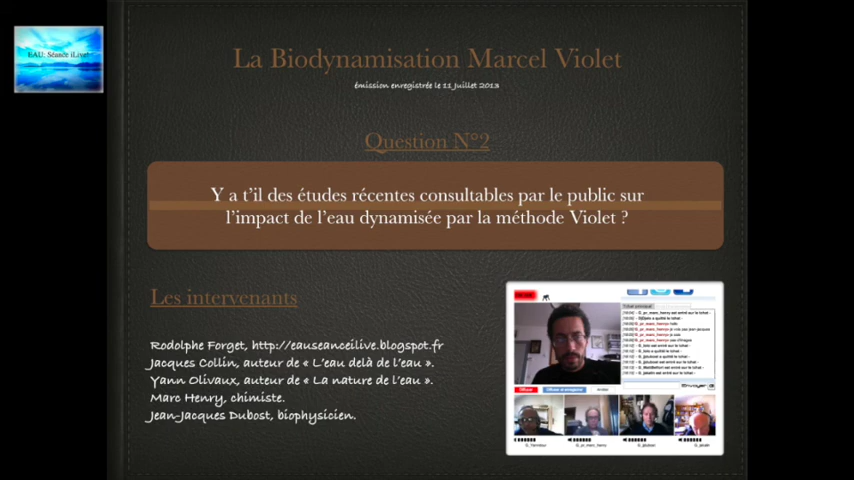 EAU: Séance iLive!
La Biodynamisation Marcel Violet
émission enregistrée le 11 Juillet 2013
Question N°2
Y a t'il des études récentes consultables par le public sur
l'impact de l'eau dynamisée par la méthode Violet ?
Les intervenants
Rodolphe Forget, http://eauseanceilive.blogspot.fr
Jacques Collin, auteur de « L'eau delà de l'eau ».
Yann Olivaux, auteur de « La nature de l'eau ».
Marc Henry, chimiste.
Jean-Jacques Dubost, biophysicien.